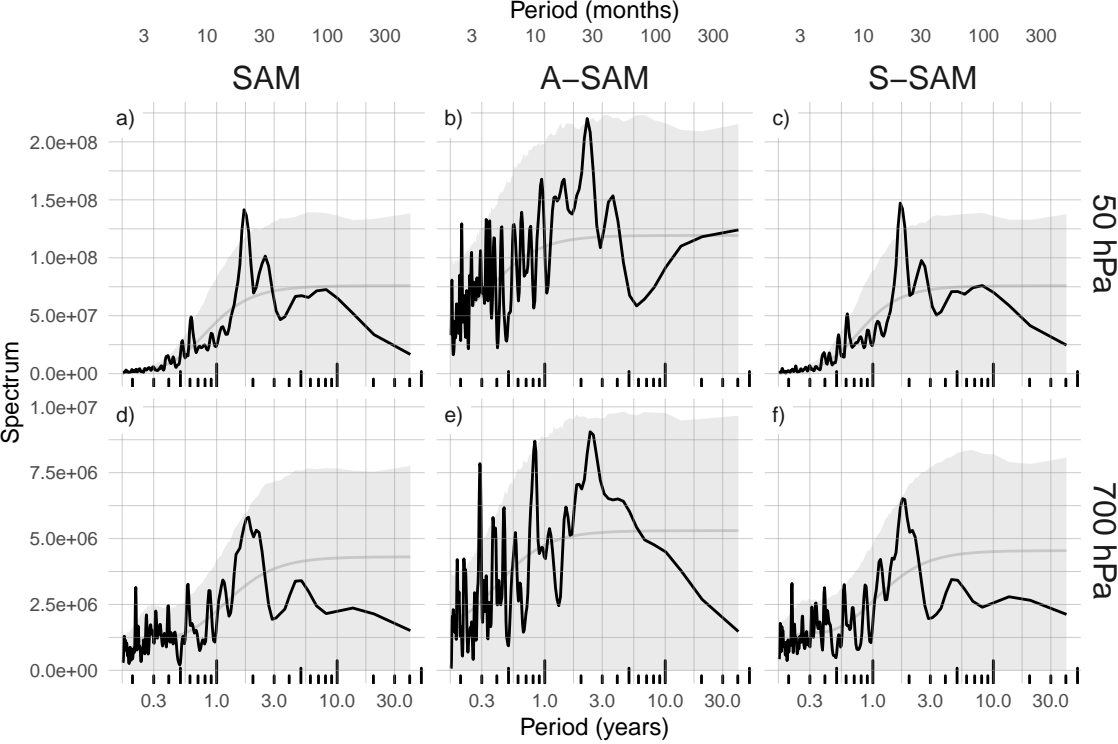 Period (months)
3 10 30 100 300 3 10 30 100 300 3 10 30 100 300
SAM A−SAM S−SAM
a) b) c)
2.0e+08
1.5e+08
1.0e+08
5.0e+07
0.0e+00
50 hPa
Spectrum
d) e) f)
1.0e+07
7.5e+06
5.0e+06
2.5e+06
0.0e+00
700 hPa
0.3 1.0 3.0 10.0 30.0 0.3 1.0 3.0 10.0 30.0 0.3 1.0 3.0 10.0 30.0
Period (years)